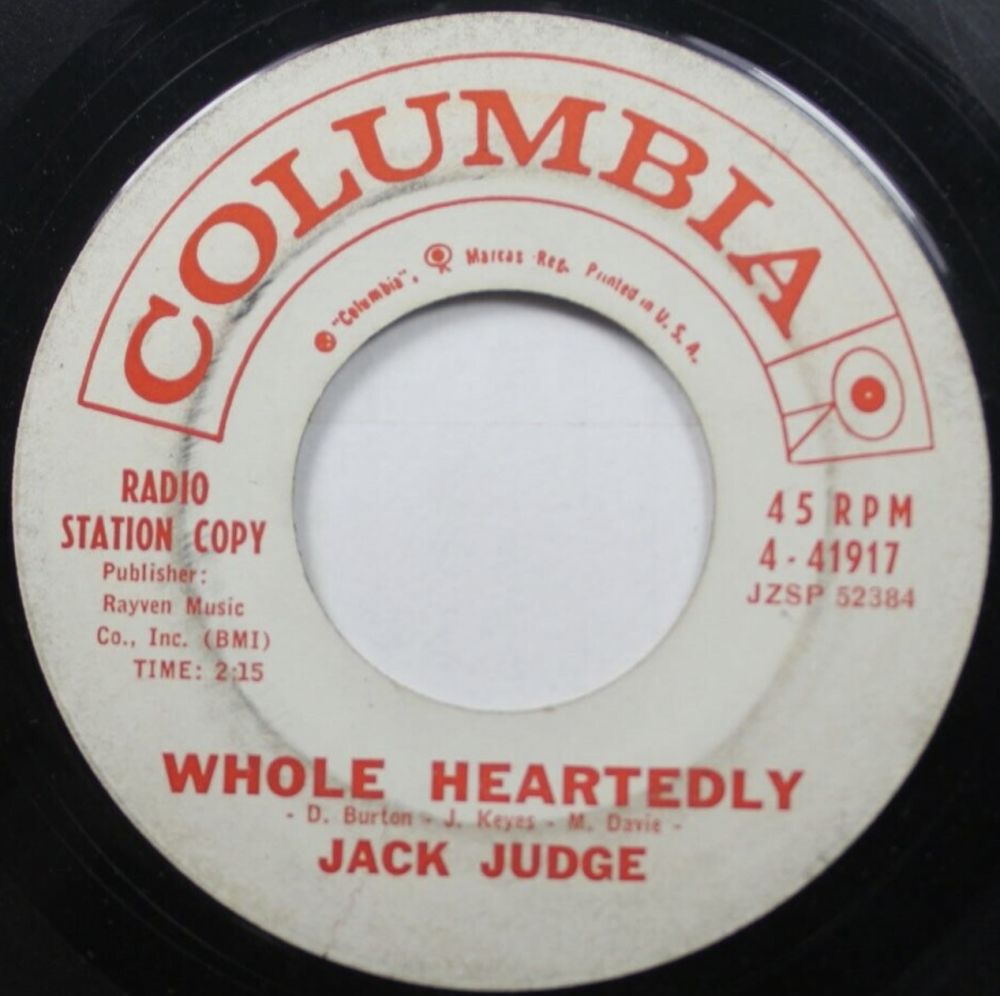 COLUMBIA
"Columbia", Marcas Reg. Printed in U.S.A.
RADIO
STATION COPY
Publisher:
Rayven Music
Co., Inc. (BMI)
TIME: 2:15
45 RPM
4-41917
JZSP 52384
WHOLE HEARTEDLY
- D. Burton - J. Keyes - M. Davie -
JACK JUDGE